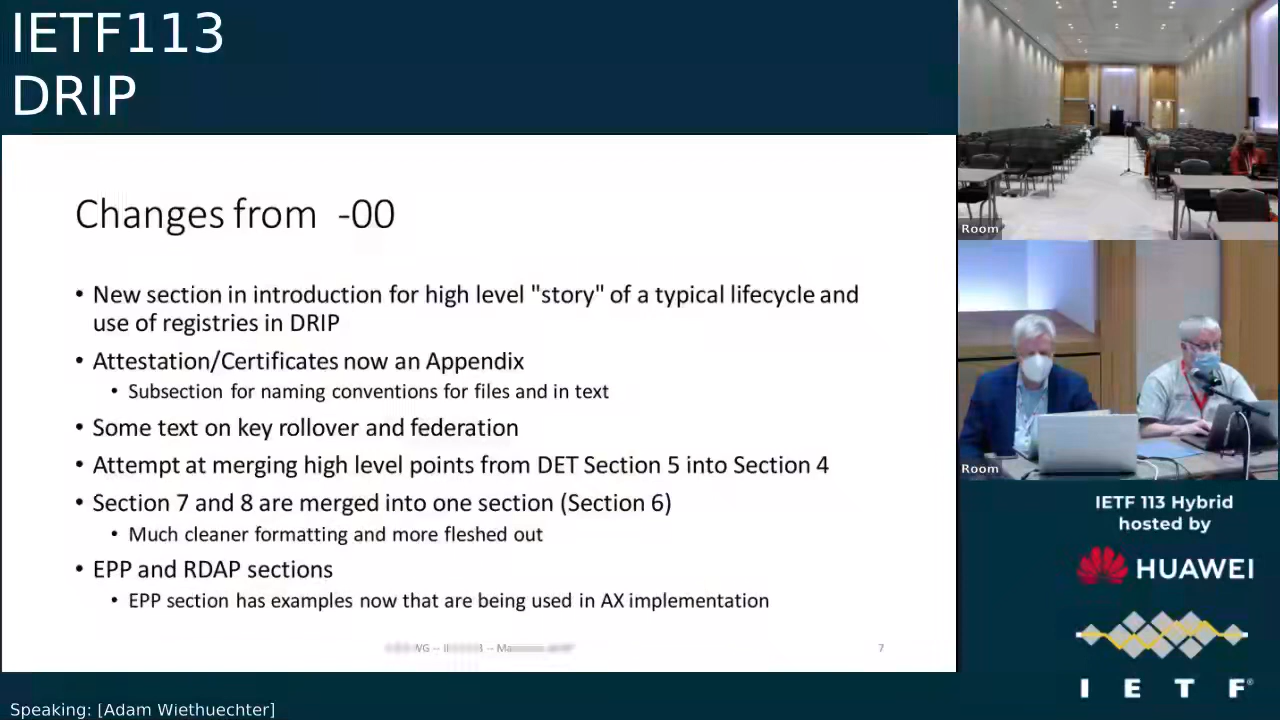 IETF113
DRIP
Changes from -00
• New section in introduction for high level "story" of a typical lifecycle and
use of registries in DRIP
• Attestation/Certificates now an Appendix
• Subsection for naming conventions for files and in text
• Some text on key rollover and federation
• Attempt at merging high level points from DET Section 5 into Section 4
• Section 7 and 8 are merged into one section (Section 6)
• Much cleaner formatting and more fleshed out
• EPP and RDAP sections
• EPP section has examples now that are being used in AX implementation
7
Room
Room
IETF 113 Hybrid
hosted by
HUAWEI
I E T F®
Speaking: [Adam Wiethuechter]